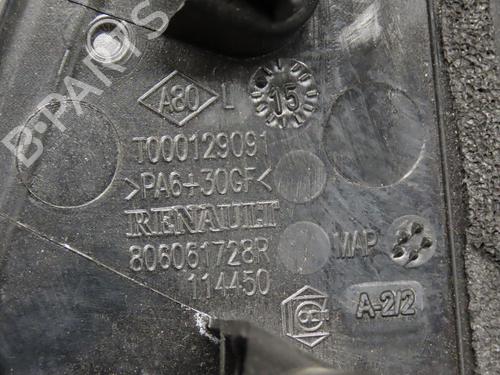 A80 L 15
T000129091
>PA6+30GF<
RENAULT
806061728R MAP
114450
A-2/2
B-PARTS